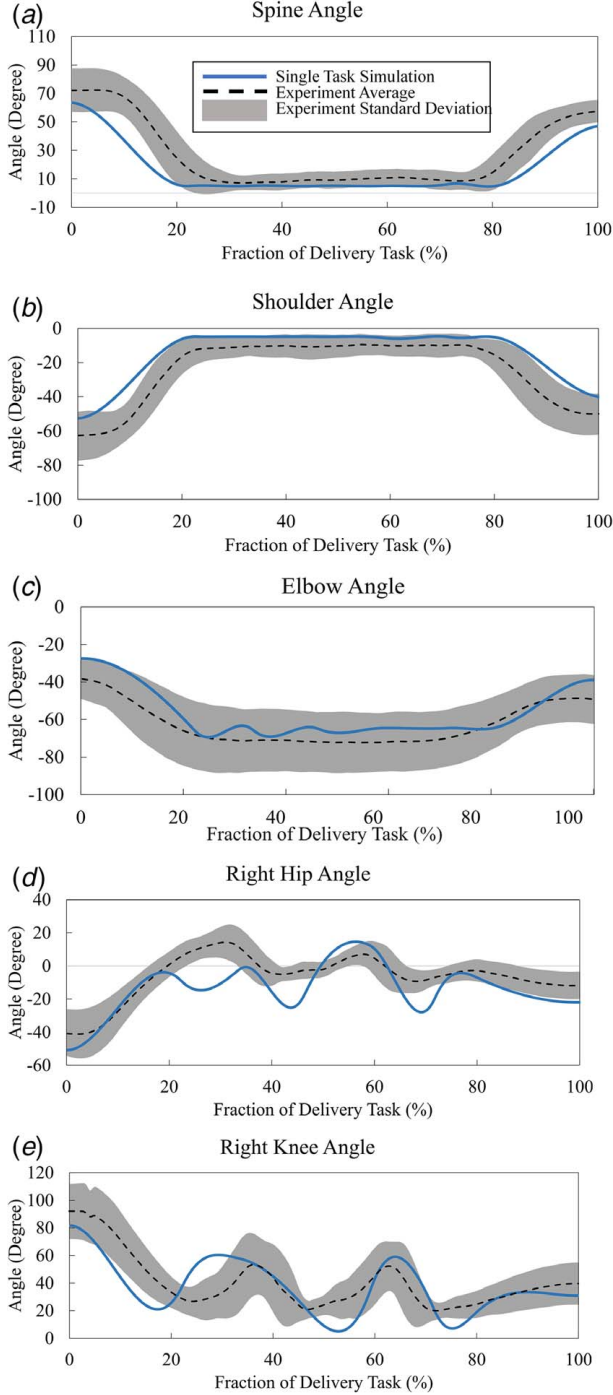 (a)
Spine Angle
110
90
70
50
30
10
-10
Angle (Degree)
Single Task Simulation
Experiment Average
Experiment Standard Deviation
0 20 40 60 80 100
Fraction of Delivery Task (%)
(b)
Shoulder Angle
0
-20
-40
-60
-80
-100
Angle (Degree)
0 20 40 60 80 100
Fraction of Delivery Task (%)
(c)
Elbow Angle
0
-20
-40
-60
-80
-100
Angle (Degree)
0 20 40 60 80 100
Fraction of Delivery Task (%)
(d)
Right Hip Angle
40
20
0
-20
-40
-60
Angle (Degree)
0 20 40 60 80 100
Fraction of Delivery Task (%)
(e)
Right Knee Angle
120
100
80
60
40
20
0
Angle (Degree)
0 20 40 60 80 100
Fraction of Delivery Task (%)